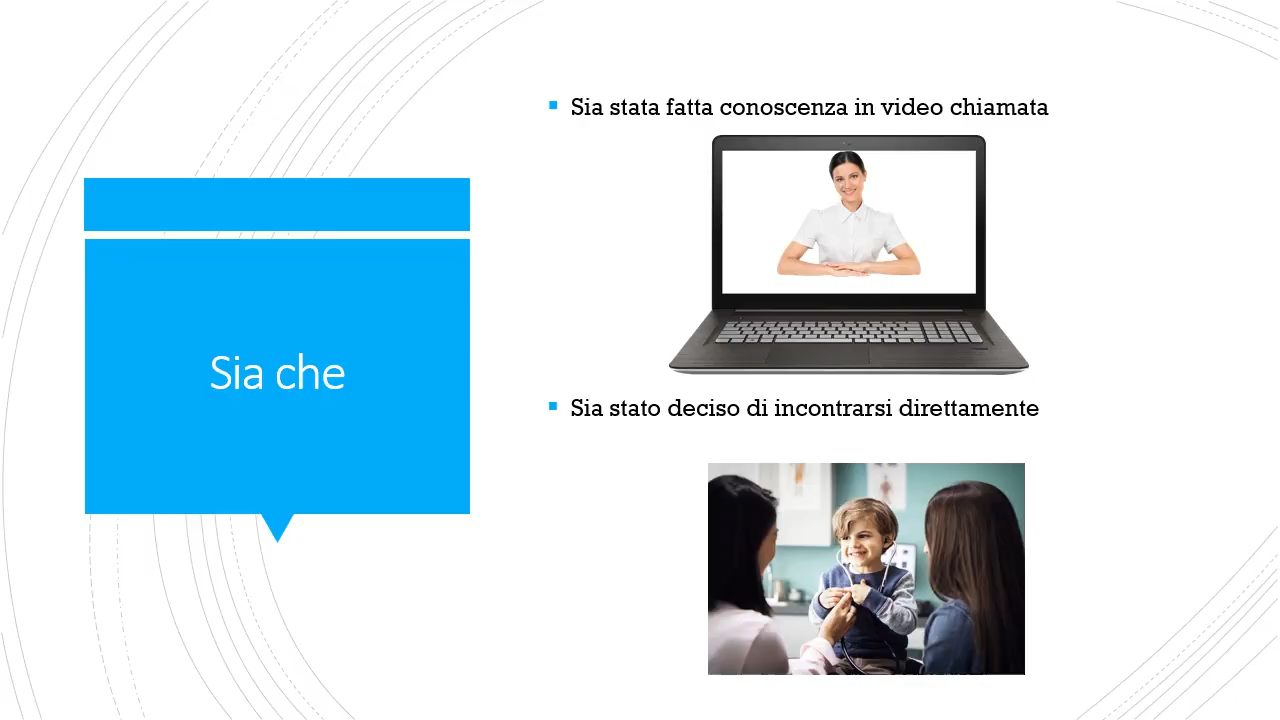 Sia che
Sia stata fatta conoscenza in video chiamata
Sia stato deciso di incontrarsi direttamente